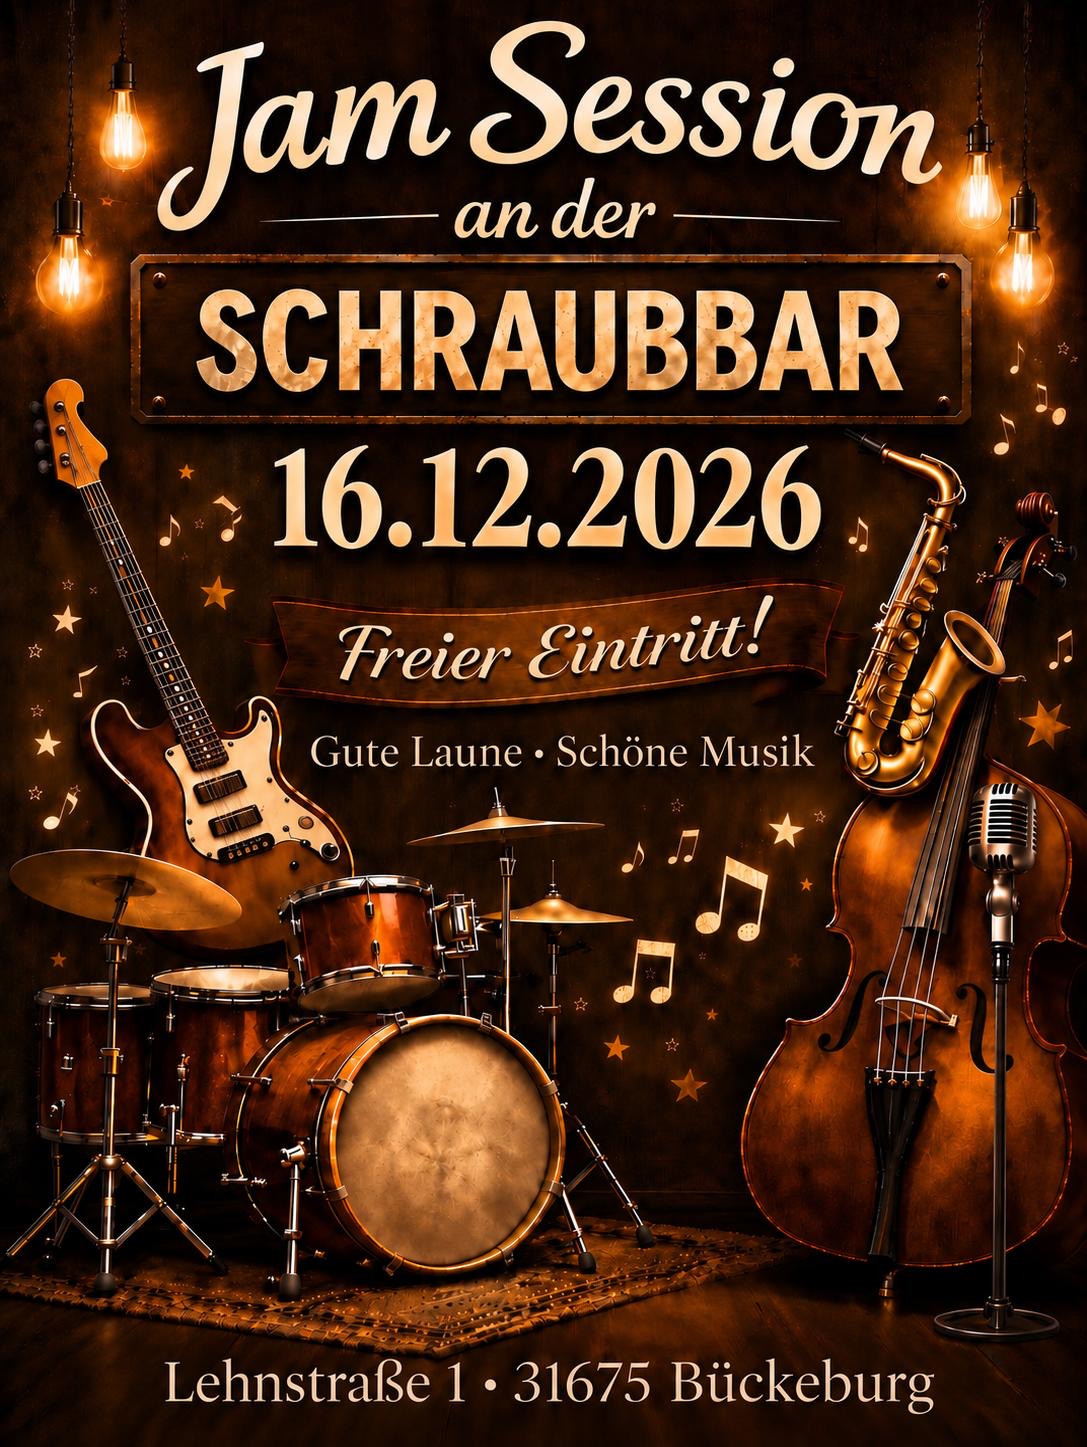 Jam Session
an der
SCHRAUBBAR
16.12.2026
Freier Eintritt!
Gute Laune • Schöne Musik
Lehnstraße 1 • 31675 Bückeburg